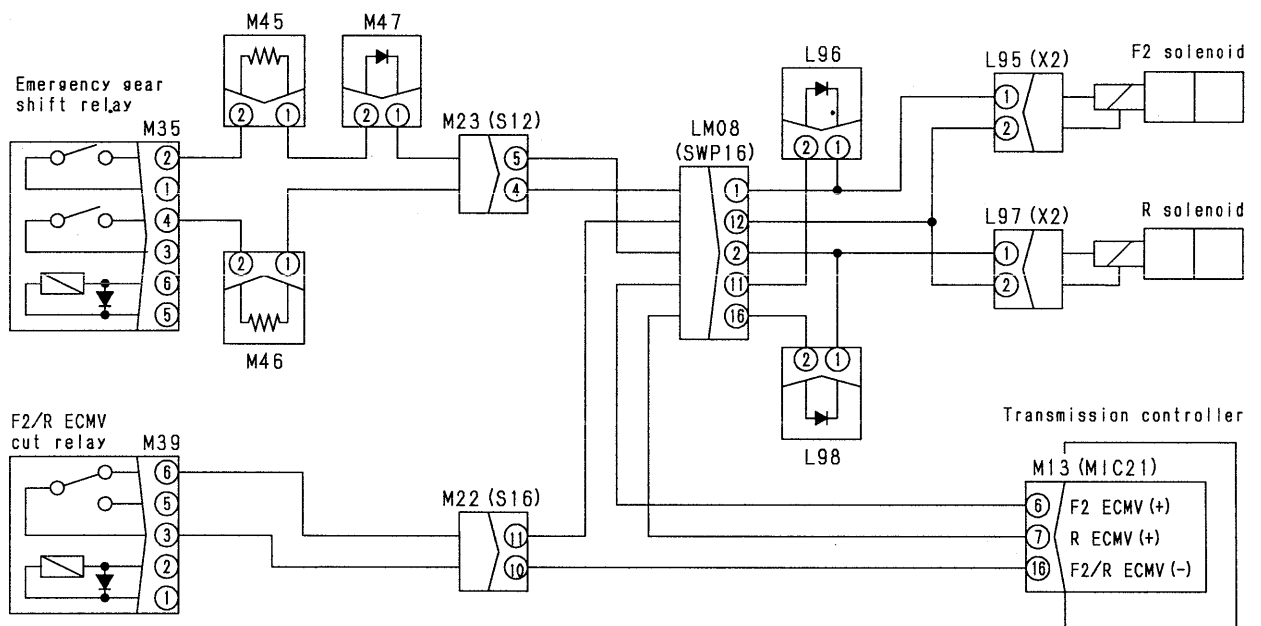 M45
M47
L96
L95 (X2)
F2 solenoid
Emergency gear
shift relay
M35
2 1
2 1
M23 (S12)
LM08
(SWP16)
2 1
1
2
2
1
4
3
6
5
5
4
1
12
2
11
16
L97 (X2)
R solenoid
1
2
2 1
M46
2 1
L98
F2/R ECMV
cut relay
M39
6
5
3
2
1
M22 (S16)
11
10
Transmission controller
M13 (MIC21)
6 F2 ECMV (+)
7 R ECMV (+)
16 F2/R ECMV (-)